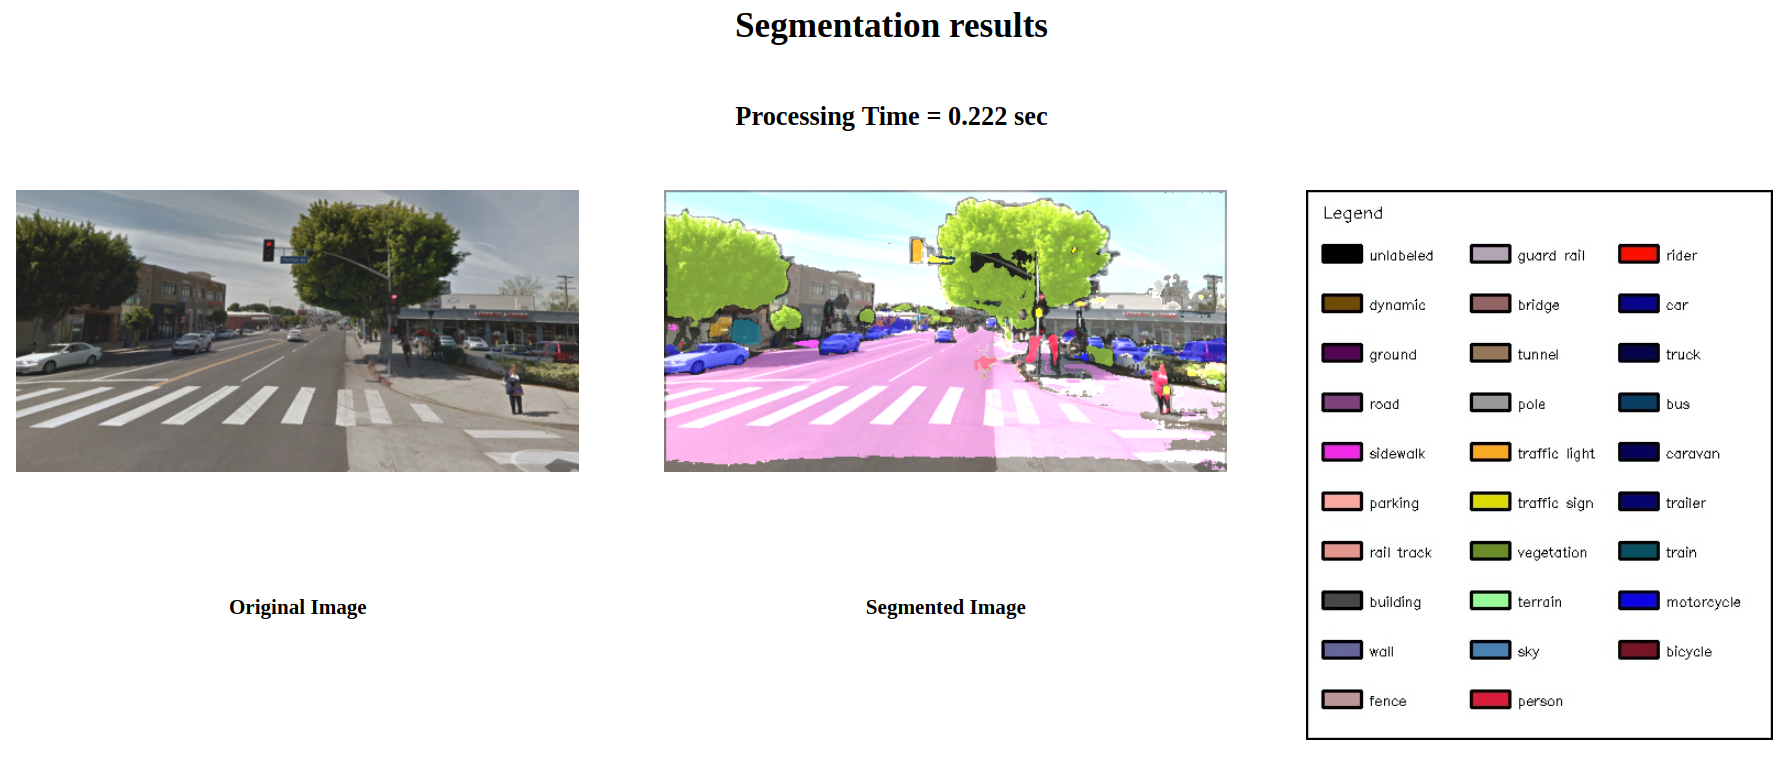 Segmentation results
Processing Time = 0.222 sec
Original Image
Segmented Image
Legend
unlabeled
guard rail
rider
dynamic
bridge
car
ground
tunnel
truck
road
pole
bus
sidewalk
traffic light
caravan
parking
traffic sign
trailer
rail track
vegetation
train
building
terrain
motorcycle
wall
sky
bicycle
fence
person